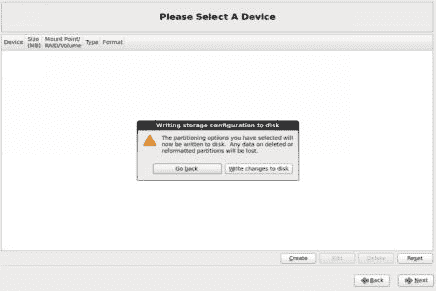 Please Select A Device
Device Size (MB) Mount Point/ RAID/Volume Type Format
Writing storage configuration to disk
The partitioning options you have selected will
now be written to disk. Any data on deleted or
reformatted partitions will be lost.
Go back Write changes to disk
Create Edit Delete Reset
Back Next